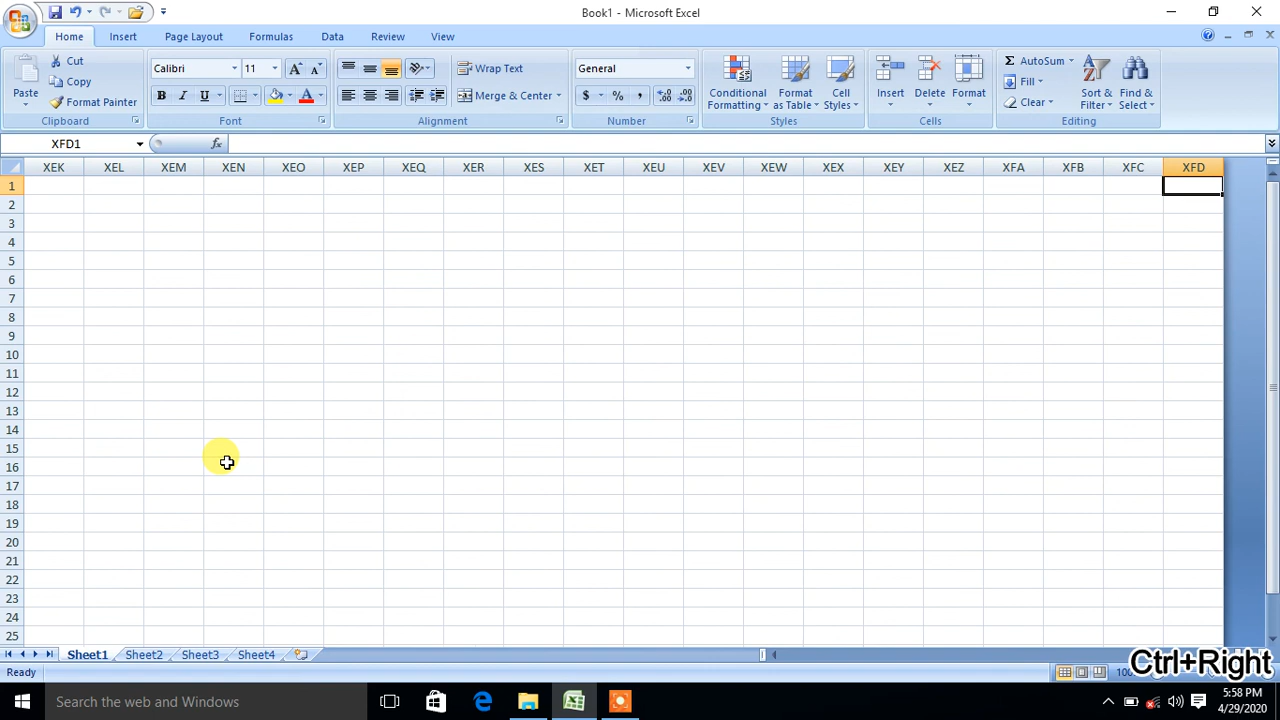 Book1 - Microsoft Excel
Home Insert Page Layout Formulas Data Review View
Paste Cut Copy Format Painter Clipboard
Calibri 11 A A B I U A Font
Wrap Text Merge & Center Alignment
General $ % , .0 .00 .00 .0 Number
Conditional Formatting Format as Table Cell Styles Styles
Insert Delete Format Cells
Σ AutoSum Fill Clear Sort & Filter Find & Select Editing
XFD1 fx
XEK XEL XEM XEN XEO XEP XEQ XER XES XET XEU XEV XEW XEX XEY XEZ XFA XFB XFC XFD
1
2
3
4
5
6
7
8
9
10
11
12
13
14
15
16
17
18
19
20
21
22
23
24
25
Sheet1 Sheet2 Sheet3 Sheet4
Ready 100
Ctrl+Right
Search the web and Windows
5:58 PM
4/29/2020